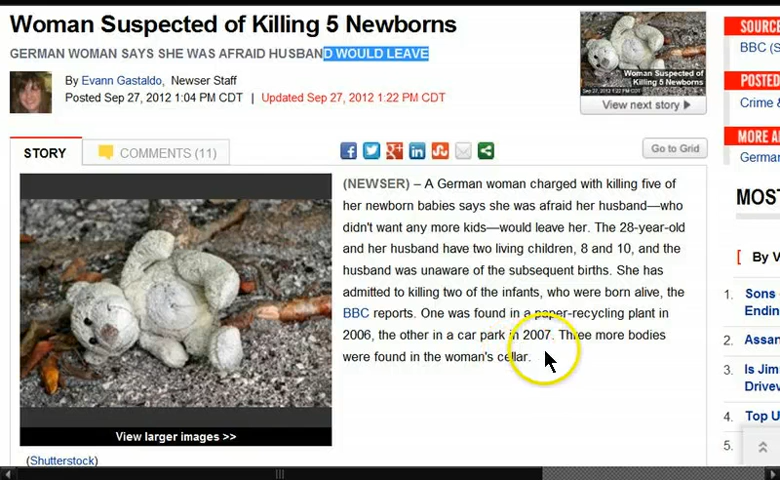 Woman Suspected of Killing 5 Newborns
GERMAN WOMAN SAYS SHE WAS AFRAID HUSBAND WOULD LEAVE
By Evann Gastaldo, Newser Staff
Posted Sep 27, 2012 1:04 PM CDT | Updated Sep 27, 2012 1:22 PM CDT
Woman Suspected of
Killing 5 Newborns
View next story
STORY
COMMENTS (11)
Go to Grid
(NEWSER) – A German woman charged with killing five of
her newborn babies says she was afraid her husband—who
didn't want any more kids—would leave her. The 28-year-old
and her husband have two living children, 8 and 10, and the
husband was unaware of the subsequent births. She has
admitted to killing two of the infants, who were born alive, the
BBC reports. One was found in a paper-recycling plant in
2006, the other in a car park in 2007. Three more bodies
were found in the woman's cellar.
View larger images >>
(Shutterstock)
SOURCE
BBC (S
POSTED
Crime &
MORE A
German
MOST
[ By V
1. Sons
Endin
2. Assan
3. Is Jim
Drivev
4. Top U
5.